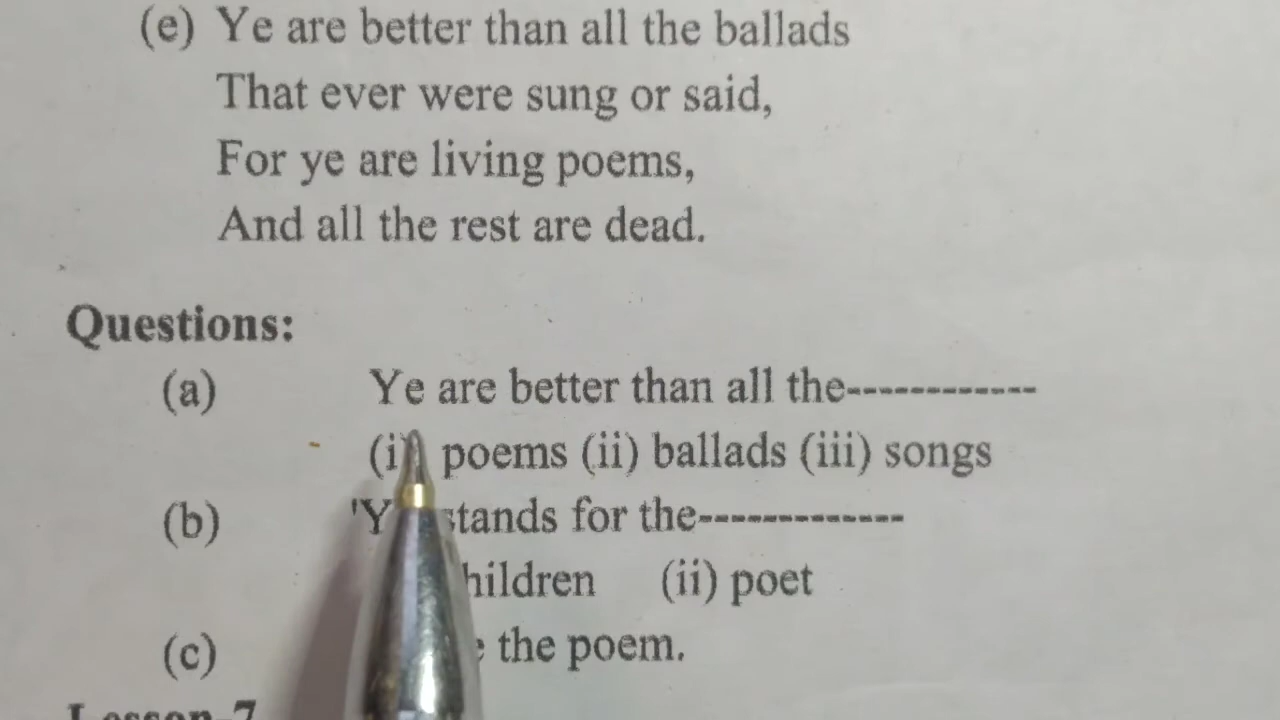 (e) Ye are better than all the ballads
That ever were sung or said,
For ye are living poems,
And all the rest are dead.
Questions:
(a) Ye are better than all the------------
(i) poems (ii) ballads (iii) songs
(b) stands for the-------------
(ii) poet
(c) the poem.
Lesson-7